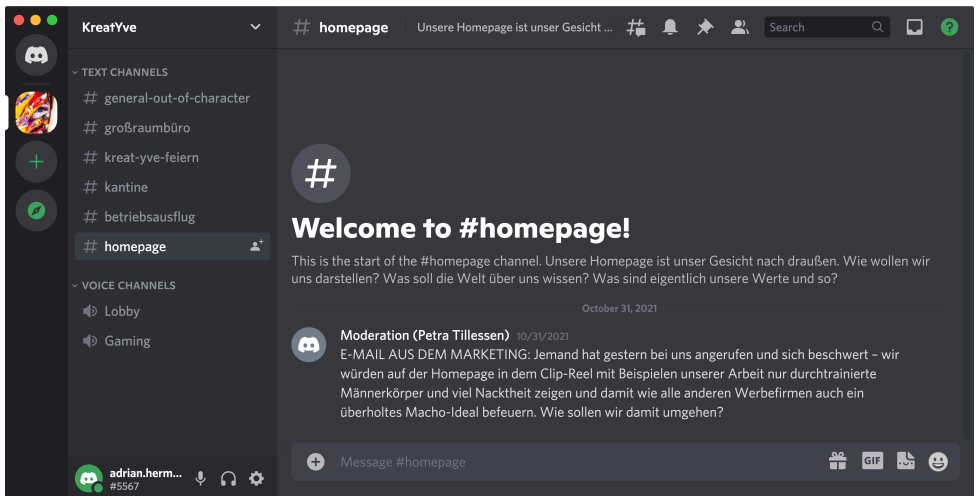 KreatYve
# homepage
Unsere Homepage ist unser Gesicht ...
Search
?
TEXT CHANNELS
# general-out-of-character
# großraumbüro
# kreat-yve-feiern
# kantine
# betriebsausflug
# homepage
VOICE CHANNELS
Lobby
Gaming
adrian.herm...
#5567
#
Welcome to #homepage!
This is the start of the #homepage channel. Unsere Homepage ist unser Gesicht nach draußen. Wie wollen wir
uns darstellen? Was soll die Welt über uns wissen? Was sind eigentlich unsere Werte und so?
October 31, 2021
Moderation (Petra Tillessen) 10/31/2021
E-MAIL AUS DEM MARKETING: Jemand hat gestern bei uns angerufen und sich beschwert – wir
würden auf der Homepage in dem Clip-Reel mit Beispielen unserer Arbeit nur durchtrainierte
Männerkörper und viel Nacktheit zeigen und damit wie alle anderen Werbefirmen auch ein
überholtes Macho-Ideal befeuern. Wie sollen wir damit umgehen?
Message #homepage
GIF